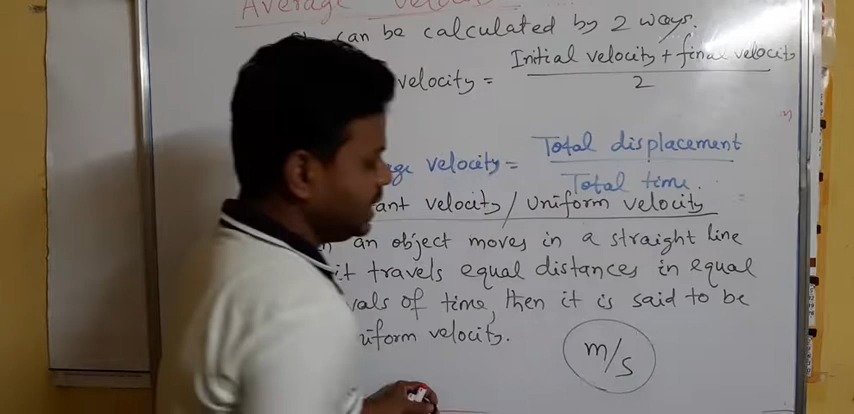 Average
can be calculated by 2 ways.
velocity = Initial velocity + final velocity
2
velocity = Total displacement
Total time.
velocity / Uniform velocity
an object moves in a straight line
it travels equal distances in equal
of time, then it is said to be
velocity.
m/s